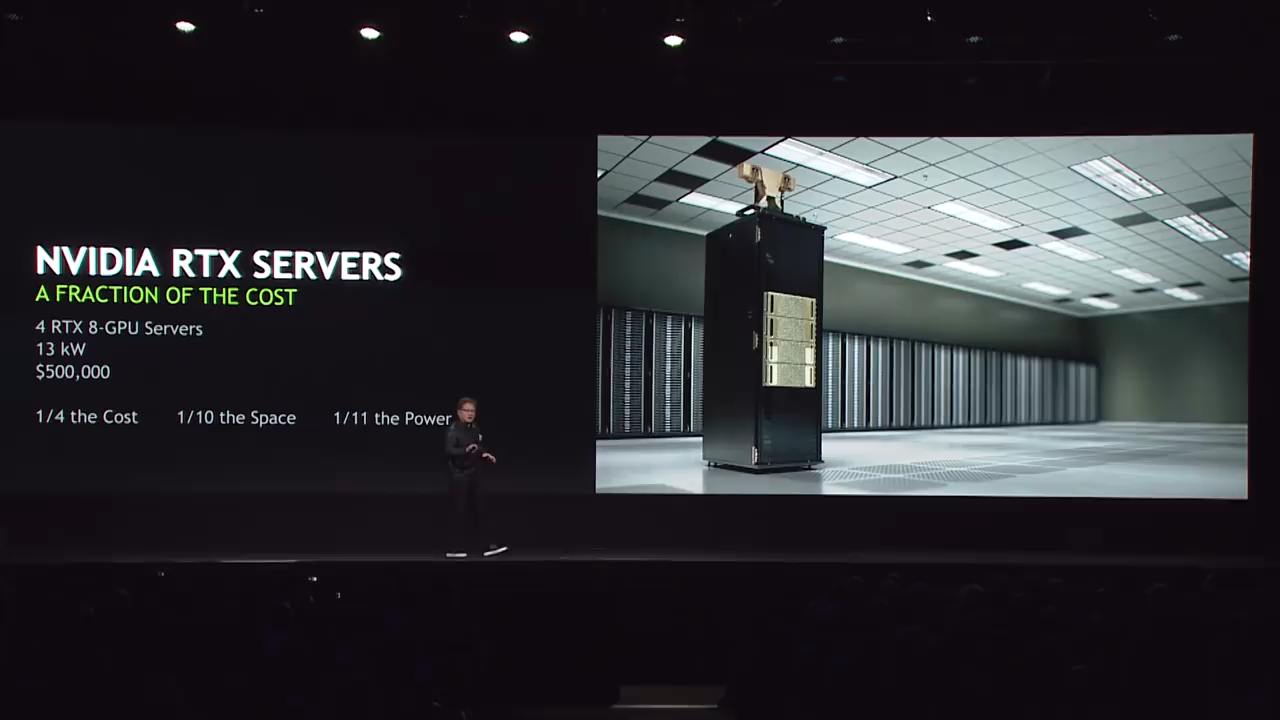 NVIDIA RTX SERVERS
A FRACTION OF THE COST
4 RTX 8-GPU Servers
13 kW
$500,000
1/4 the Cost 1/10 the Space 1/11 the Power